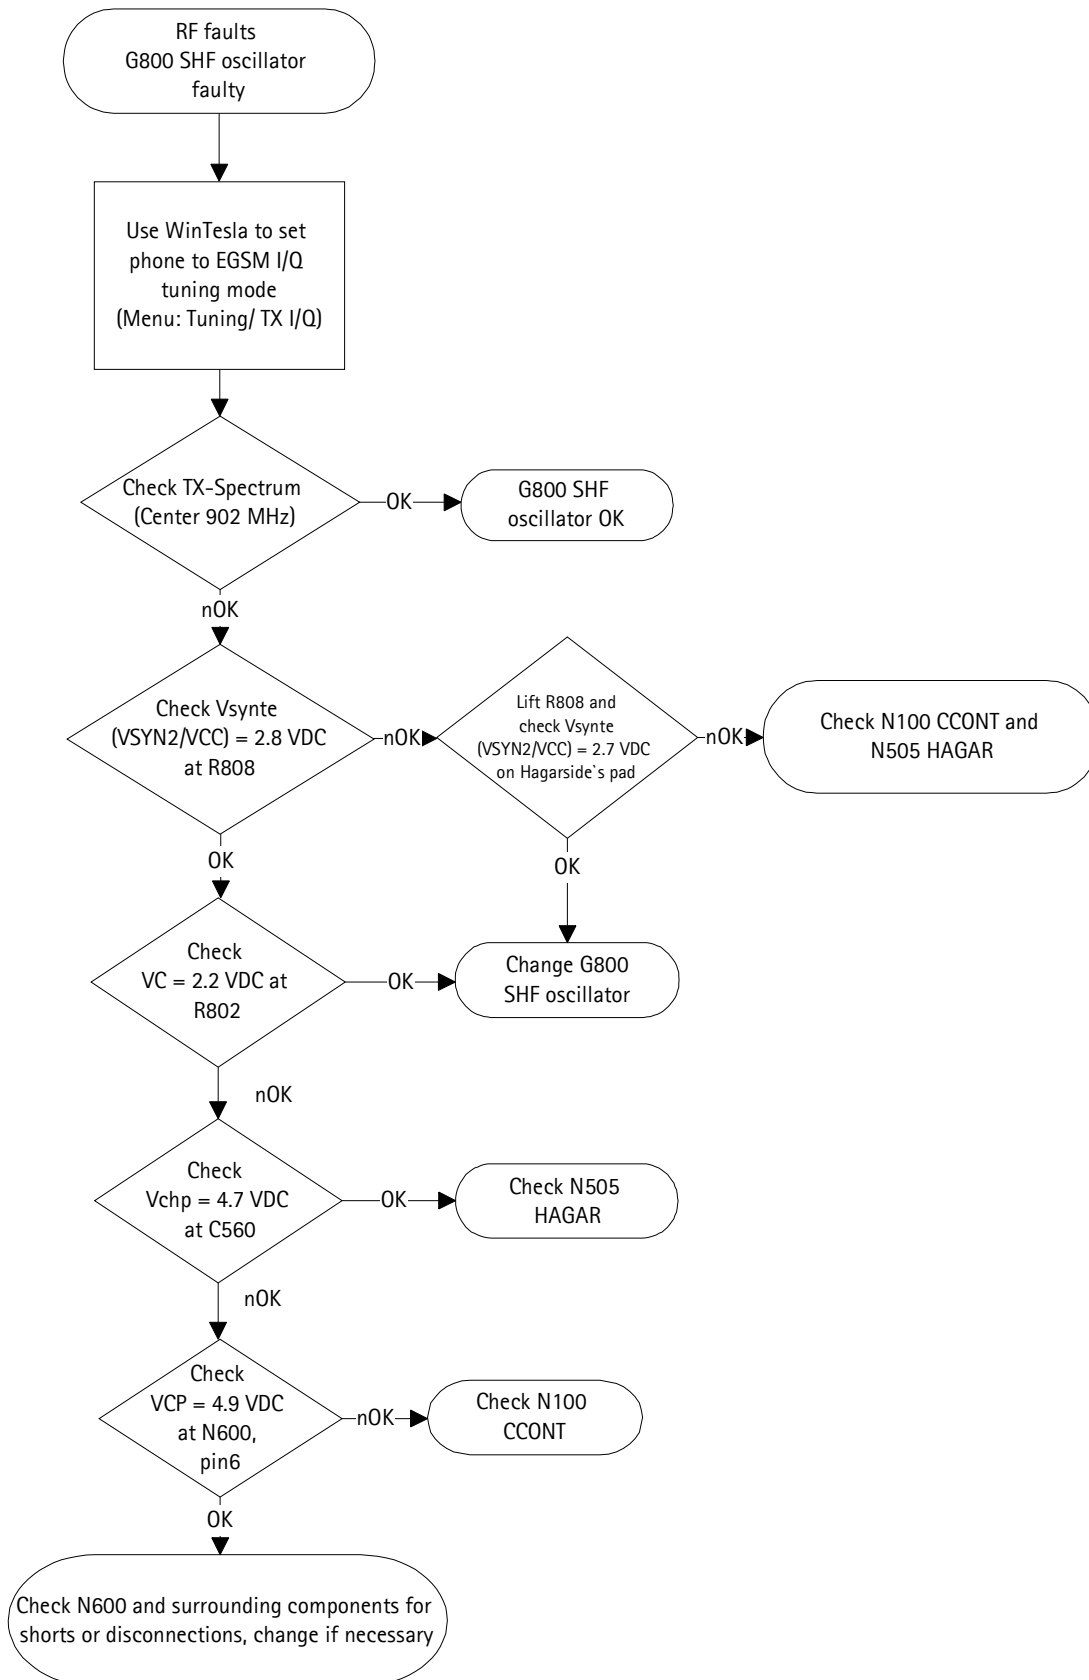 RF faults
G800 SHF oscillator
faulty
Use WinTesla to set
phone to EGSM I/Q
tuning mode
(Menu: Tuning/ TX I/Q)
Check TX-Spectrum
(Center 902 MHz)
OK
G800 SHF
oscillator OK
nOK
Check Vsynte
(VSYN2/VCC) = 2.8 VDC
at R808
nOK
Lift R808 and
check Vsynte
(VSYN2/VCC) = 2.7 VDC
on Hagarside`s pad
nOK
Check N100 CCONT and
N505 HAGAR
OK
OK
Check
VC = 2.2 VDC at
R802
OK
Change G800
SHF oscillator
nOK
Check
Vchp = 4.7 VDC
at C560
OK
Check N505
HAGAR
nOK
Check
VCP = 4.9 VDC
at N600,
pin6
nOK
Check N100
CCONT
OK
Check N600 and surrounding components for
shorts or disconnections, change if necessary